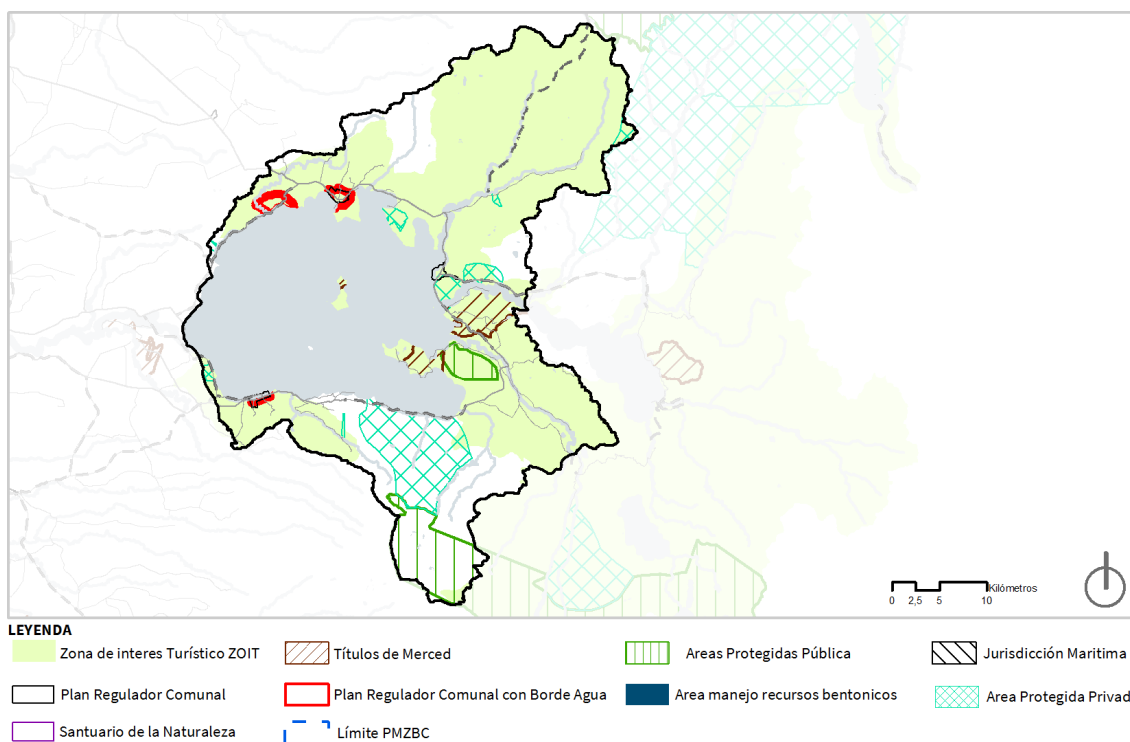 Kilómetros
0 2,5 5 10
LEYENDA
Zona de interes Turístico ZOIT
Títulos de Merced
Areas Protegidas Pública
Jurisdicción Maritima
Plan Regulador Comunal
Plan Regulador Comunal con Borde Agua
Area manejo recursos bentonicos
Area Protegida Privad
Santuario de la Naturaleza
Límite PMZBC